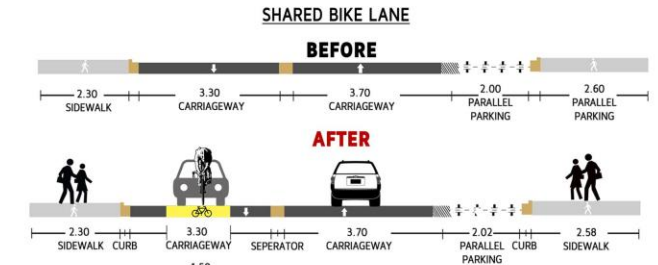 SHARED BIKE LANE
BEFORE
2.30 3.30 3.70 2.00 2.60
SIDEWALK CARRIAGEWAY CARRIAGEWAY PARALLEL PARKING PARALLEL PARKING
AFTER
2.30 3.30 3.70 2.02 2.58
SIDEWALK CURB CARRIAGEWAY SEPERATOR CARRIAGEWAY PARALLEL PARKING CURB SIDEWALK